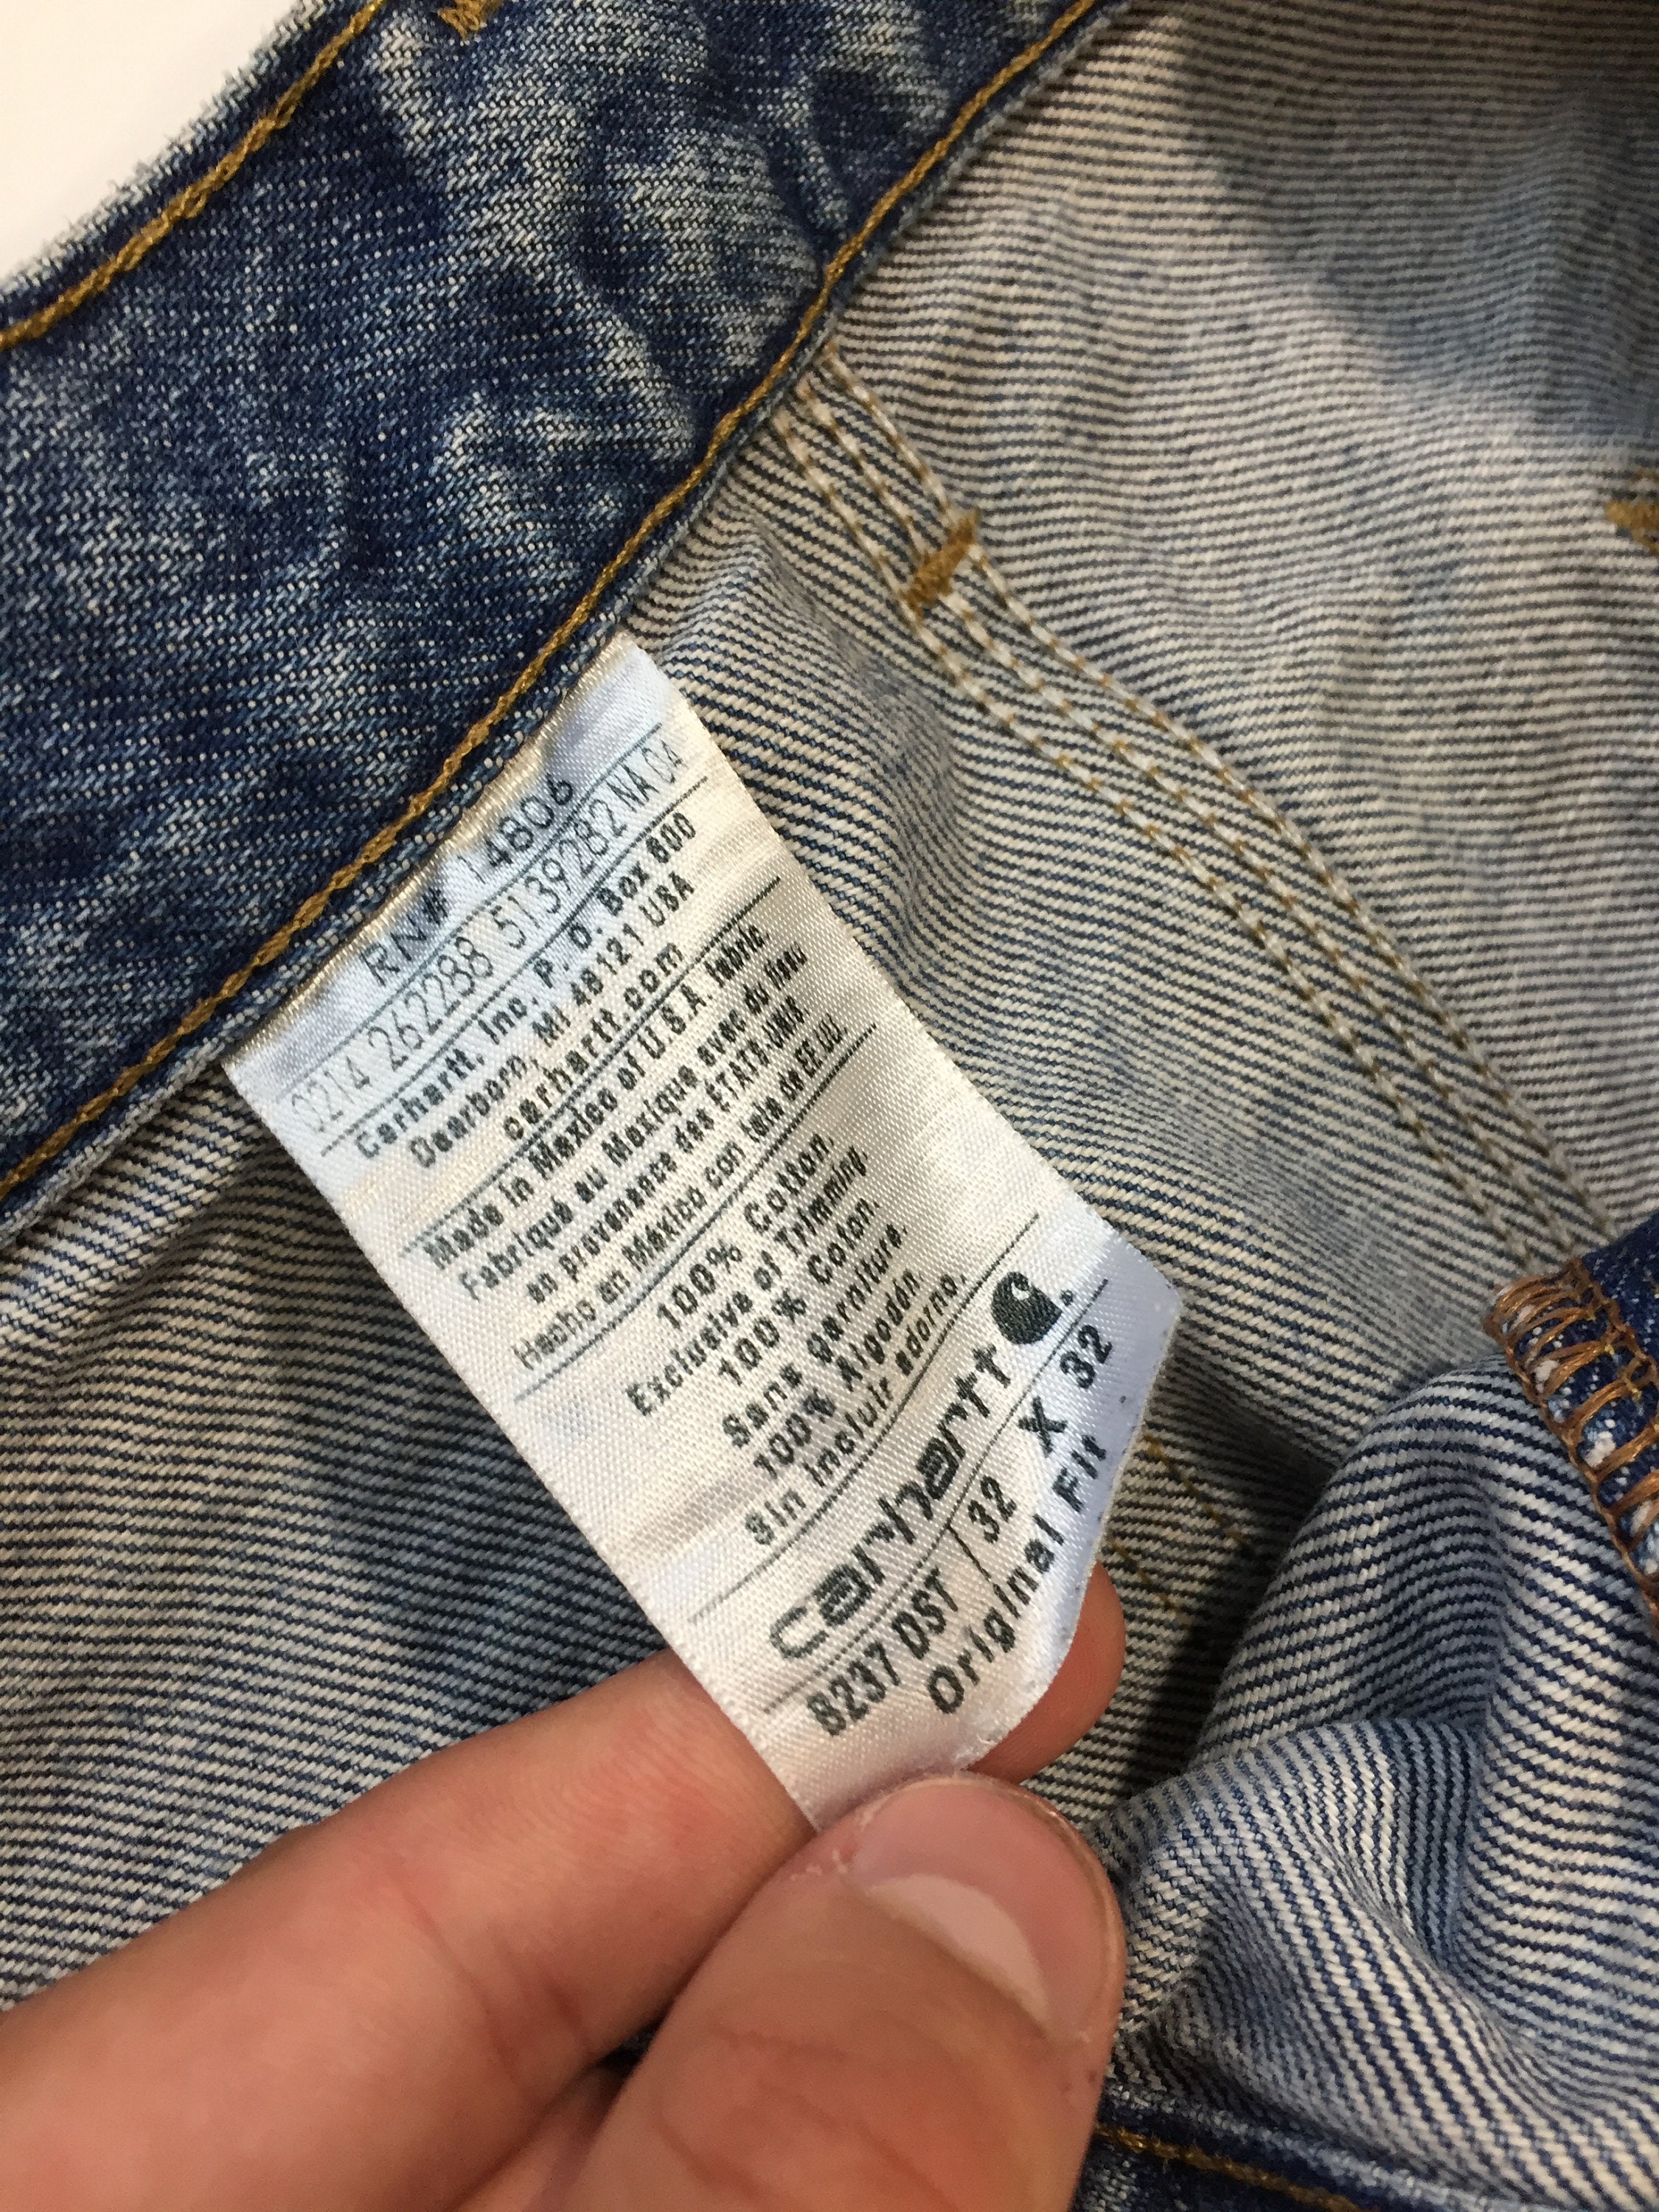 RN# 14806
0214 262288 5139282 NA 04
Carhartt, Inc. P. O. Box 600
Dearborn, MI 48121 USA
carhartt.com
Made in Mexico of U.S.A. fabric
Fabriqué au Mexique avec du tissu
en provenance des ÉTATS-UNIS
Hecho en México con tela de EE.UU.
100% Cotton,
Exclusive of Trimming
100% Coton
Sans garniture.
100% Algodón
Sin incluir adorno.
carhartt
8237 DST 32 X 32
Original Fit